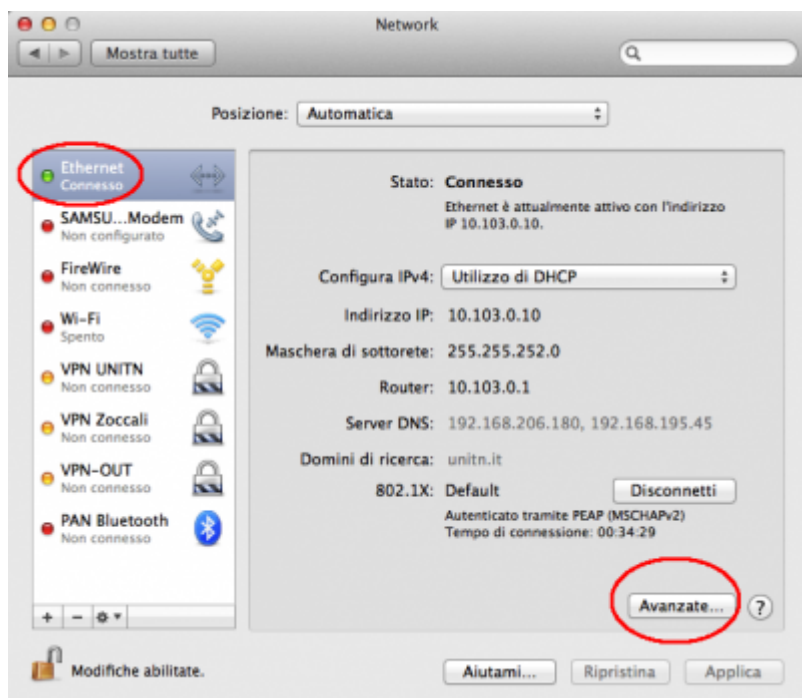 Network
Mostra tutte
Posizione: Automatica
Ethernet
Connesso
SAMSU...Modem
Non configurato
FireWire
Non connesso
Wi-Fi
Spento
VPN UNITN
Non connesso
VPN Zoccali
Non connesso
VPN-OUT
Non connesso
PAN Bluetooth
Non connesso
Stato: Connesso
Ethernet è attualmente attivo con l'indirizzo
IP 10.103.0.10.
Configura IPv4: Utilizzo di DHCP
Indirizzo IP: 10.103.0.10
Maschera di sottorete: 255.255.252.0
Router: 10.103.0.1
Server DNS: 192.168.206.180, 192.168.195.45
Domini di ricerca: unitn.it
802.1X: Default Disconnetti
Autenticato tramite PEAP (MSCHAPv2)
Tempo di connessione: 00:34:29
Avanzate... ?
Modifiche abilitate.
Aiutami... Ripristina Applica